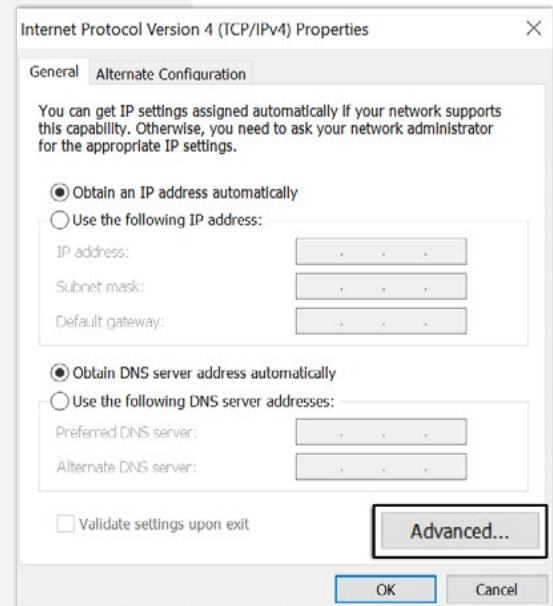 Internet Protocol Version 4 (TCP/IPv4) Properties
General
Alternate Configuration
You can get IP settings assigned automatically if your network supports
this capability. Otherwise, you need to ask your network administrator
for the appropriate IP settings.
Obtain an IP address automatically
Use the following IP address:
IP address:
Subnet mask:
Default gateway:
Obtain DNS server address automatically
Use the following DNS server addresses:
Preferred DNS server:
Alternate DNS server:
Validate settings upon exit
Advanced...
OK
Cancel